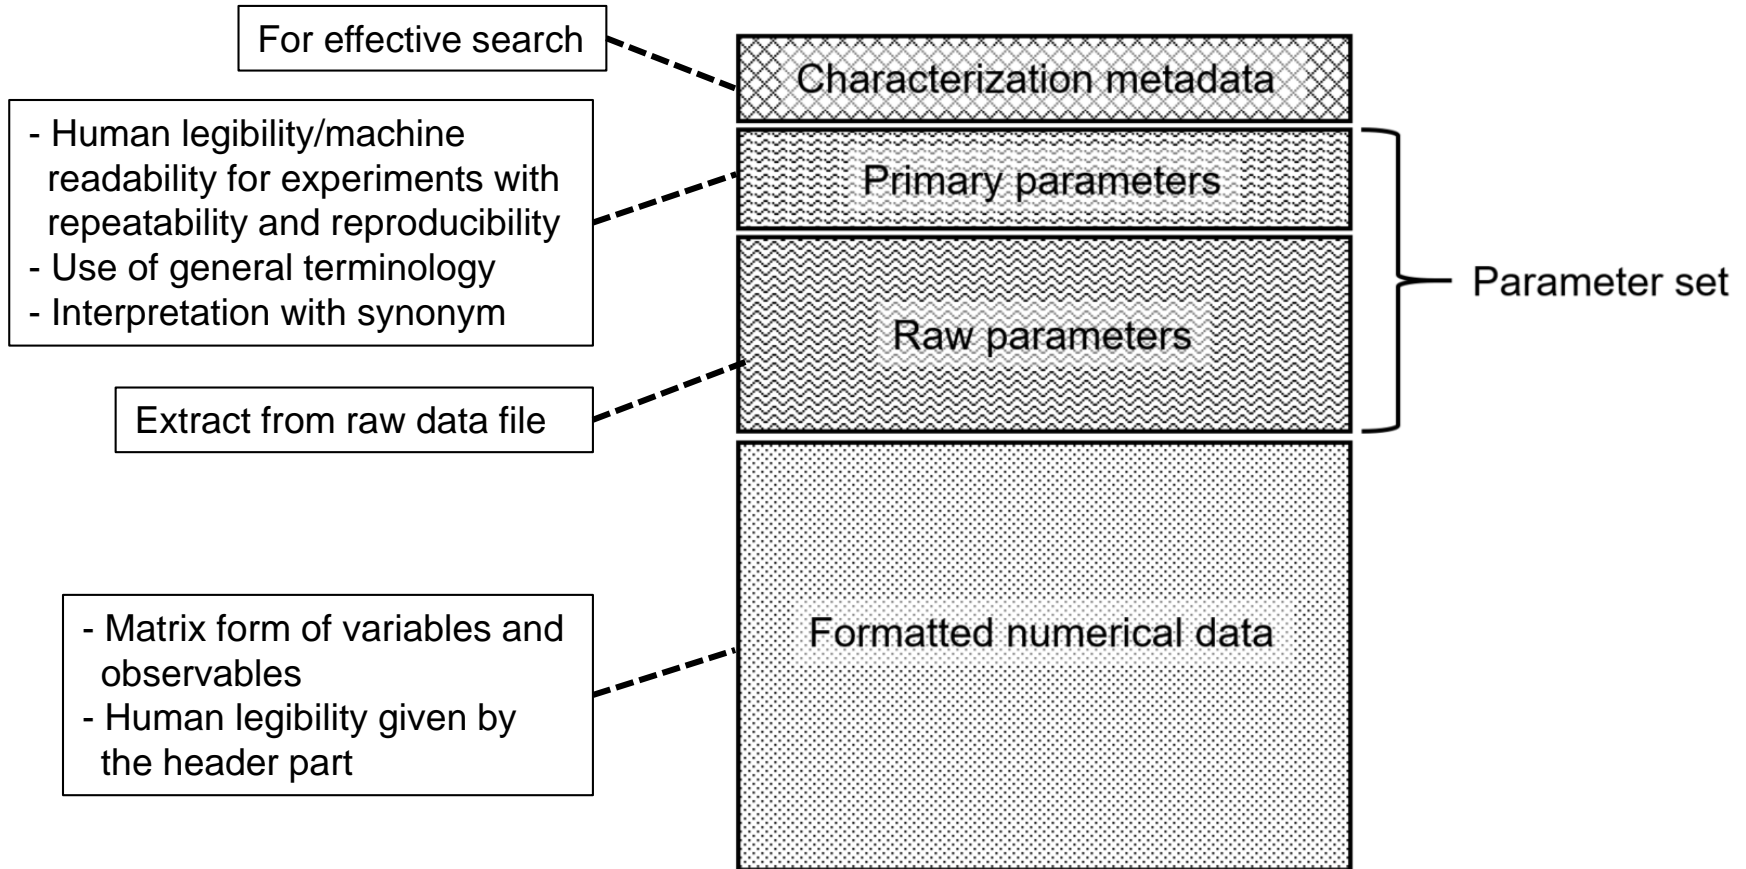 For effective search
Characterization metadata
- Human legibility/machine
readability for experiments with
repeatability and reproducibility
- Use of general terminology
- Interpretation with synonym
Primary parameters
Raw parameters
Parameter set
Extract from raw data file
- Matrix form of variables and
observables
- Human legibility given by
the header part
Formatted numerical data